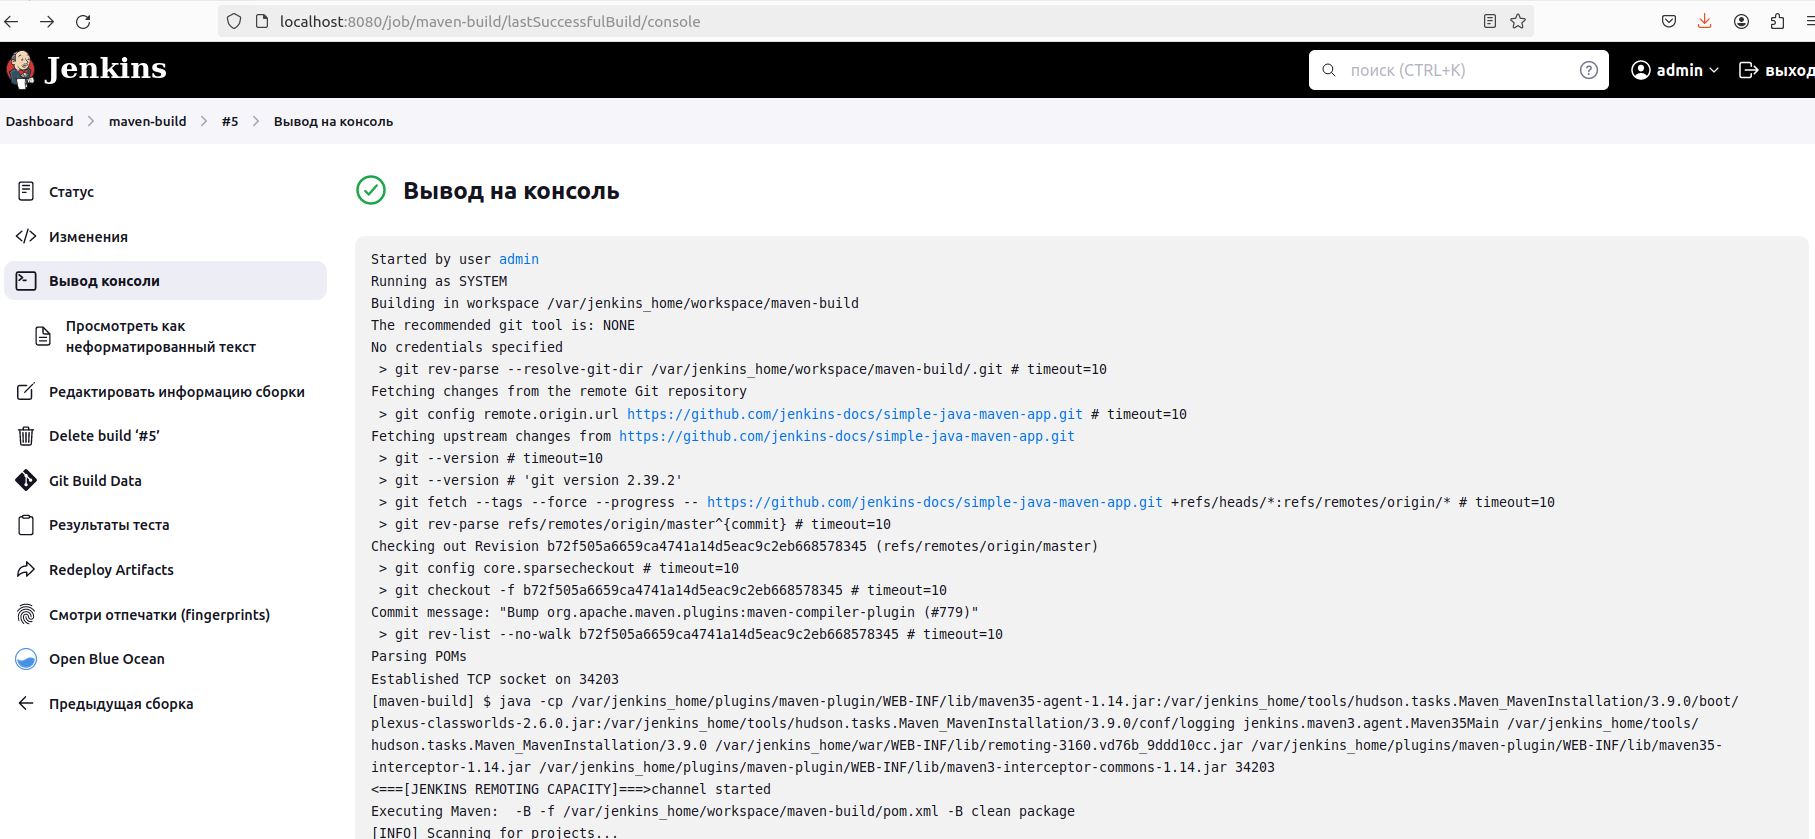 localhost:8080/job/maven-build/lastSuccessfulBuild/console
Jenkins
поиск (CTRL+K)
admin
выход
Dashboard
maven-build
#5
Вывод на консоль
Статус
Изменения
Вывод консоли
Просмотреть как
неформатированный текст
Редактировать информацию сборки
Delete build ‘#5’
Git Build Data
Результаты теста
Redeploy Artifacts
Смотри отпечатки (fingerprints)
Open Blue Ocean
Предыдущая сборка
Вывод на консоль
Started by user admin
Running as SYSTEM
Building in workspace /var/jenkins_home/workspace/maven-build
The recommended git tool is: NONE
No credentials specified
> git rev-parse --resolve-git-dir /var/jenkins_home/workspace/maven-build/.git # timeout=10
Fetching changes from the remote Git repository
> git config remote.origin.url https://github.com/jenkins-docs/simple-java-maven-app.git # timeout=10
Fetching upstream changes from https://github.com/jenkins-docs/simple-java-maven-app.git
> git --version # timeout=10
> git --version # 'git version 2.39.2'
> git fetch --tags --force --progress -- https://github.com/jenkins-docs/simple-java-maven-app.git +refs/heads/*:refs/remotes/origin/* # timeout=10
> git rev-parse refs/remotes/origin/master^{commit} # timeout=10
Checking out Revision b72f505a6659ca4741a14d5eac9c2eb668578345 (refs/remotes/origin/master)
> git config core.sparsecheckout # timeout=10
> git checkout -f b72f505a6659ca4741a14d5eac9c2eb668578345 # timeout=10
Commit message: "Bump org.apache.maven.plugins:maven-compiler-plugin (#779)"
> git rev-list --no-walk b72f505a6659ca4741a14d5eac9c2eb668578345 # timeout=10
Parsing POMs
Established TCP socket on 34203
[maven-build] $ java -cp /var/jenkins_home/plugins/maven-plugin/WEB-INF/lib/maven35-agent-1.14.jar:/var/jenkins_home/tools/hudson.tasks.Maven_MavenInstallation/3.9.0/boot/
plexus-classworlds-2.6.0.jar:/var/jenkins_home/tools/hudson.tasks.Maven_MavenInstallation/3.9.0/conf/logging jenkins.maven3.agent.Maven35Main /var/jenkins_home/tools/
hudson.tasks.Maven_MavenInstallation/3.9.0 /var/jenkins_home/war/WEB-INF/lib/remoting-3160.vd76b_9ddd10cc.jar /var/jenkins_home/plugins/maven-plugin/WEB-INF/lib/maven35-
interceptor-1.14.jar /var/jenkins_home/plugins/maven-plugin/WEB-INF/lib/maven3-interceptor-commons-1.14.jar 34203
<===[JENKINS REMOTING CAPACITY]===>channel started
Executing Maven:  -B -f /var/jenkins_home/workspace/maven-build/pom.xml -B clean package
[INFO] Scanning for projects...